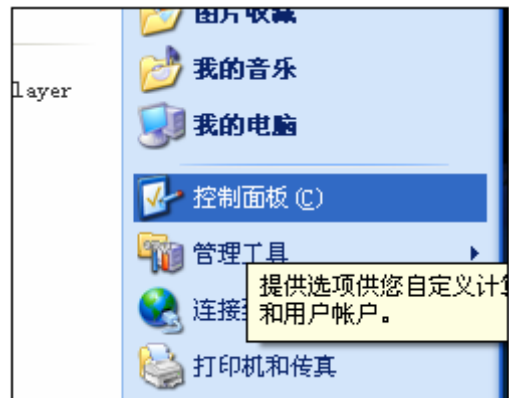 图片收藏
我的音乐
layer
我的电脑
控制面板(C)
管理工具
连接
提供选项供您自定义计
和用户帐户。
打印机和传真